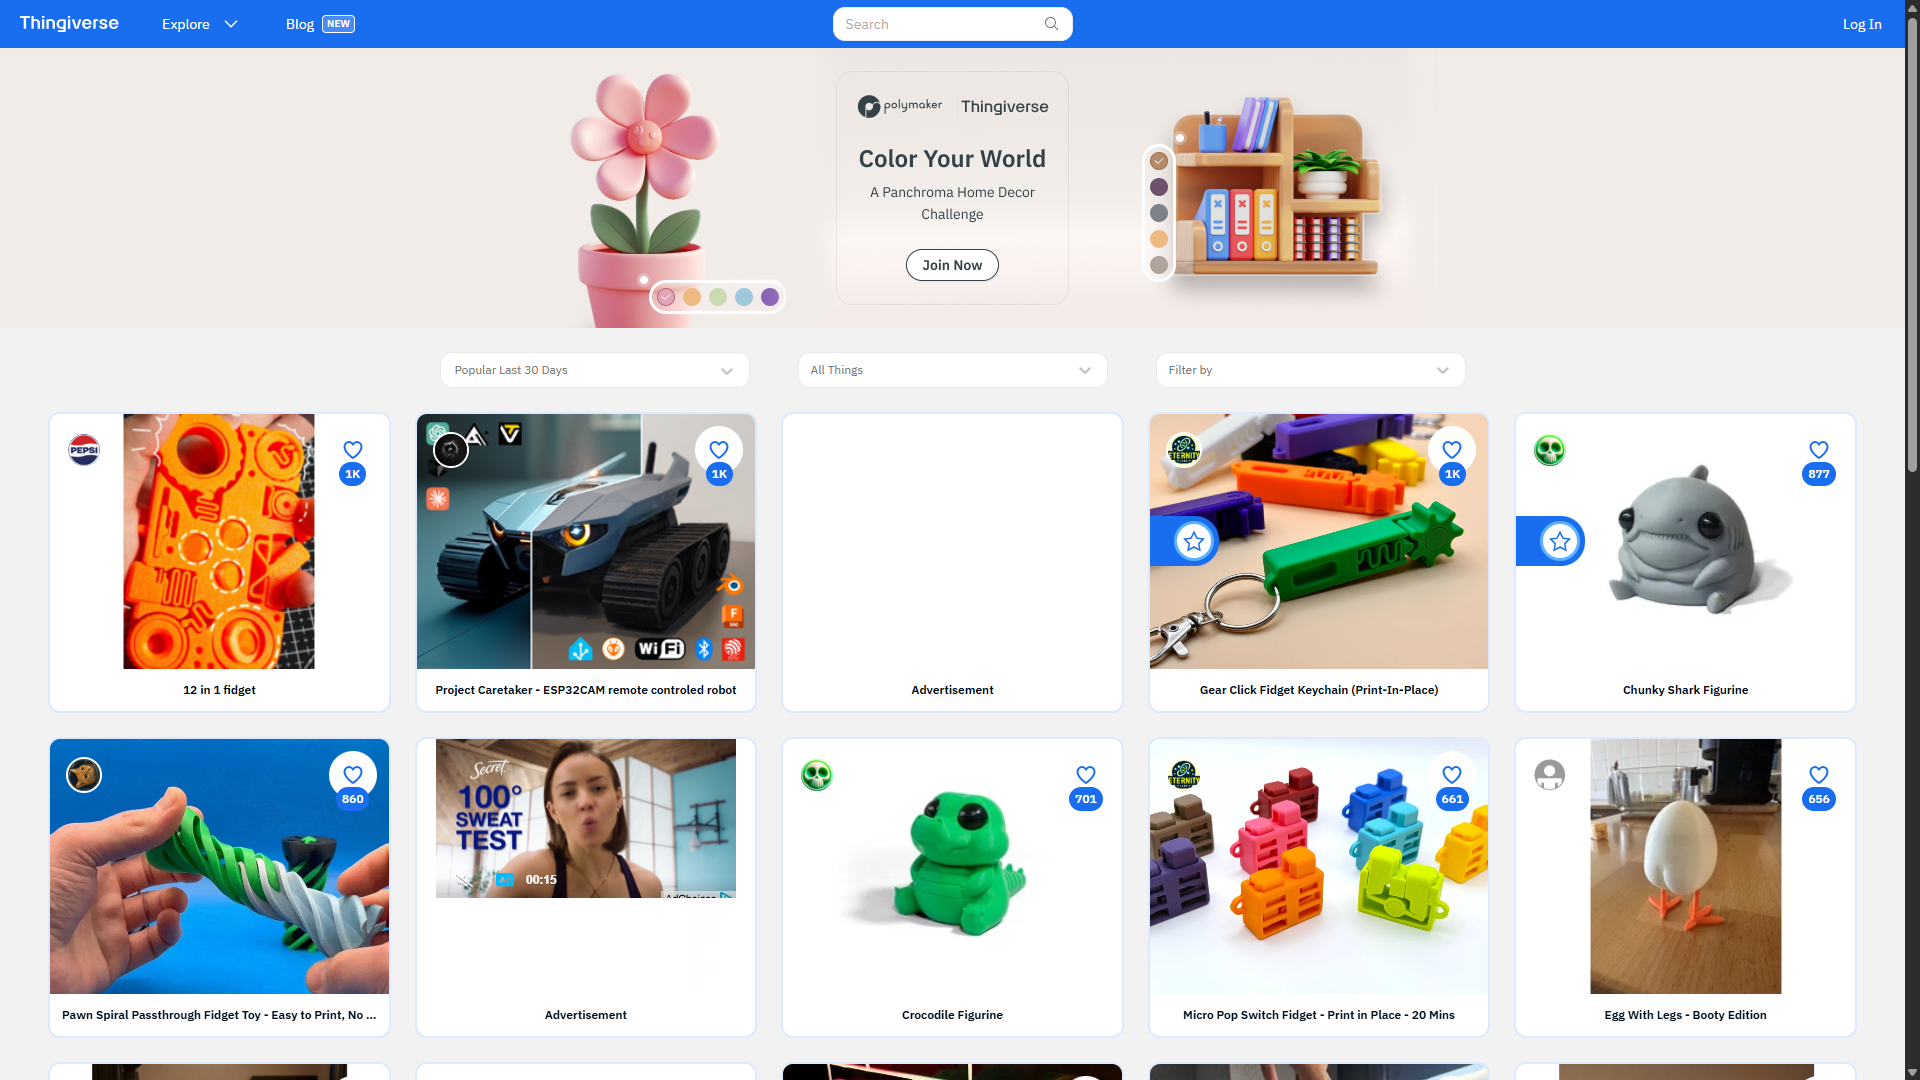 Thingiverse
Explore
Blog NEW
Search
Log In
polymaker Thingiverse
Color Your World
A Panchroma Home Decor
Challenge
Join Now
Popular Last 30 Days
All Things
Filter by
PEPSI
1K
1K
WiFi
F
ETERNITY
1K
877
12 in 1 fidget
Project Caretaker - ESP32CAM remote controled robot
Advertisement
Gear Click Fidget Keychain (Print-In-Place)
Chunky Shark Figurine
860
Secret
100°
SWEAT
TEST
Ad
00:15
AdChoices
701
ETERNITY
661
656
Pawn Spiral Passthrough Fidget Toy - Easy to Print, No ...
Advertisement
Crocodile Figurine
Micro Pop Switch Fidget - Print in Place - 20 Mins
Egg With Legs - Booty Edition